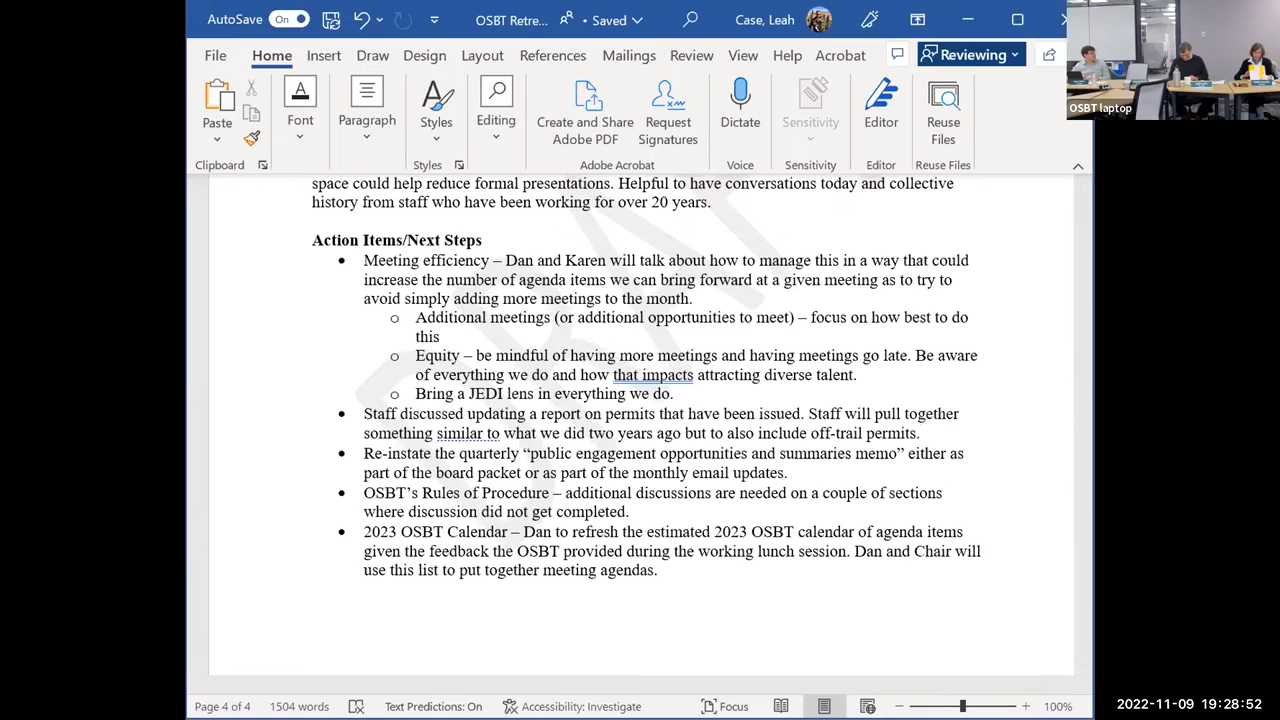 AutoSave On OSBT Retre... • Saved Case, Leah
File Home Insert Draw Design Layout References Mailings Review View Help Acrobat Reviewing
Paste Font Paragraph Styles Editing Create and Share Adobe PDF Request Signatures Dictate Sensitivity Editor Reuse Files
Clipboard Styles Adobe Acrobat Voice Sensitivity Editor Reuse Files
OSBT laptop
space could help reduce formal presentations. Helpful to have conversations today and collective
history from staff who have been working for over 20 years.
Action Items/Next Steps
• Meeting efficiency – Dan and Karen will talk about how to manage this in a way that could
increase the number of agenda items we can bring forward at a given meeting as to try to
avoid simply adding more meetings to the month.
o Additional meetings (or additional opportunities to meet) – focus on how best to do
this
o Equity – be mindful of having more meetings and having meetings go late. Be aware
of everything we do and how that impacts attracting diverse talent.
o Bring a JEDI lens in everything we do.
• Staff discussed updating a report on permits that have been issued. Staff will pull together
something similar to what we did two years ago but to also include off-trail permits.
• Re-instate the quarterly “public engagement opportunities and summaries memo” either as
part of the board packet or as part of the monthly email updates.
• OSBT’s Rules of Procedure – additional discussions are needed on a couple of sections
where discussion did not get completed.
• 2023 OSBT Calendar – Dan to refresh the estimated 2023 OSBT calendar of agenda items
given the feedback the OSBT provided during the working lunch session. Dan and Chair will
use this list to put together meeting agendas.
DRAFT
Page 4 of 4 1504 words Text Predictions: On Accessibility: Investigate Focus 100%
2022-11-09 19:28:52